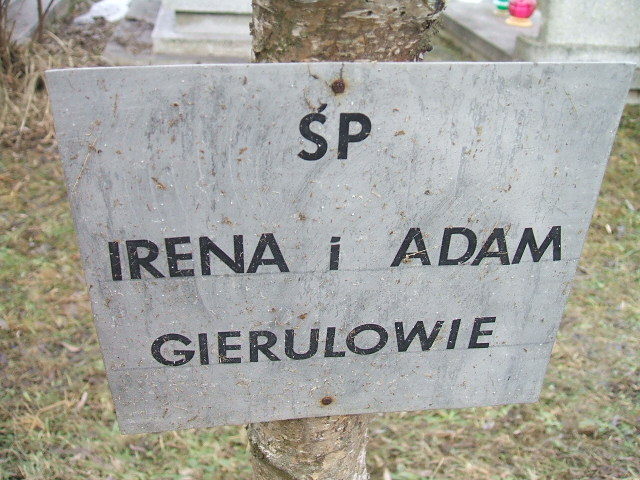 ŚP
IRENA i ADAM
GIERULOWIE